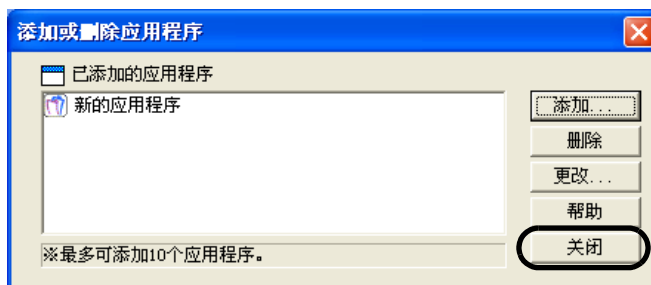 添加或删除应用程序
已添加的应用程序
新的应用程序
添加...
删除
更改...
帮助
关闭
※最多可添加10个应用程序。